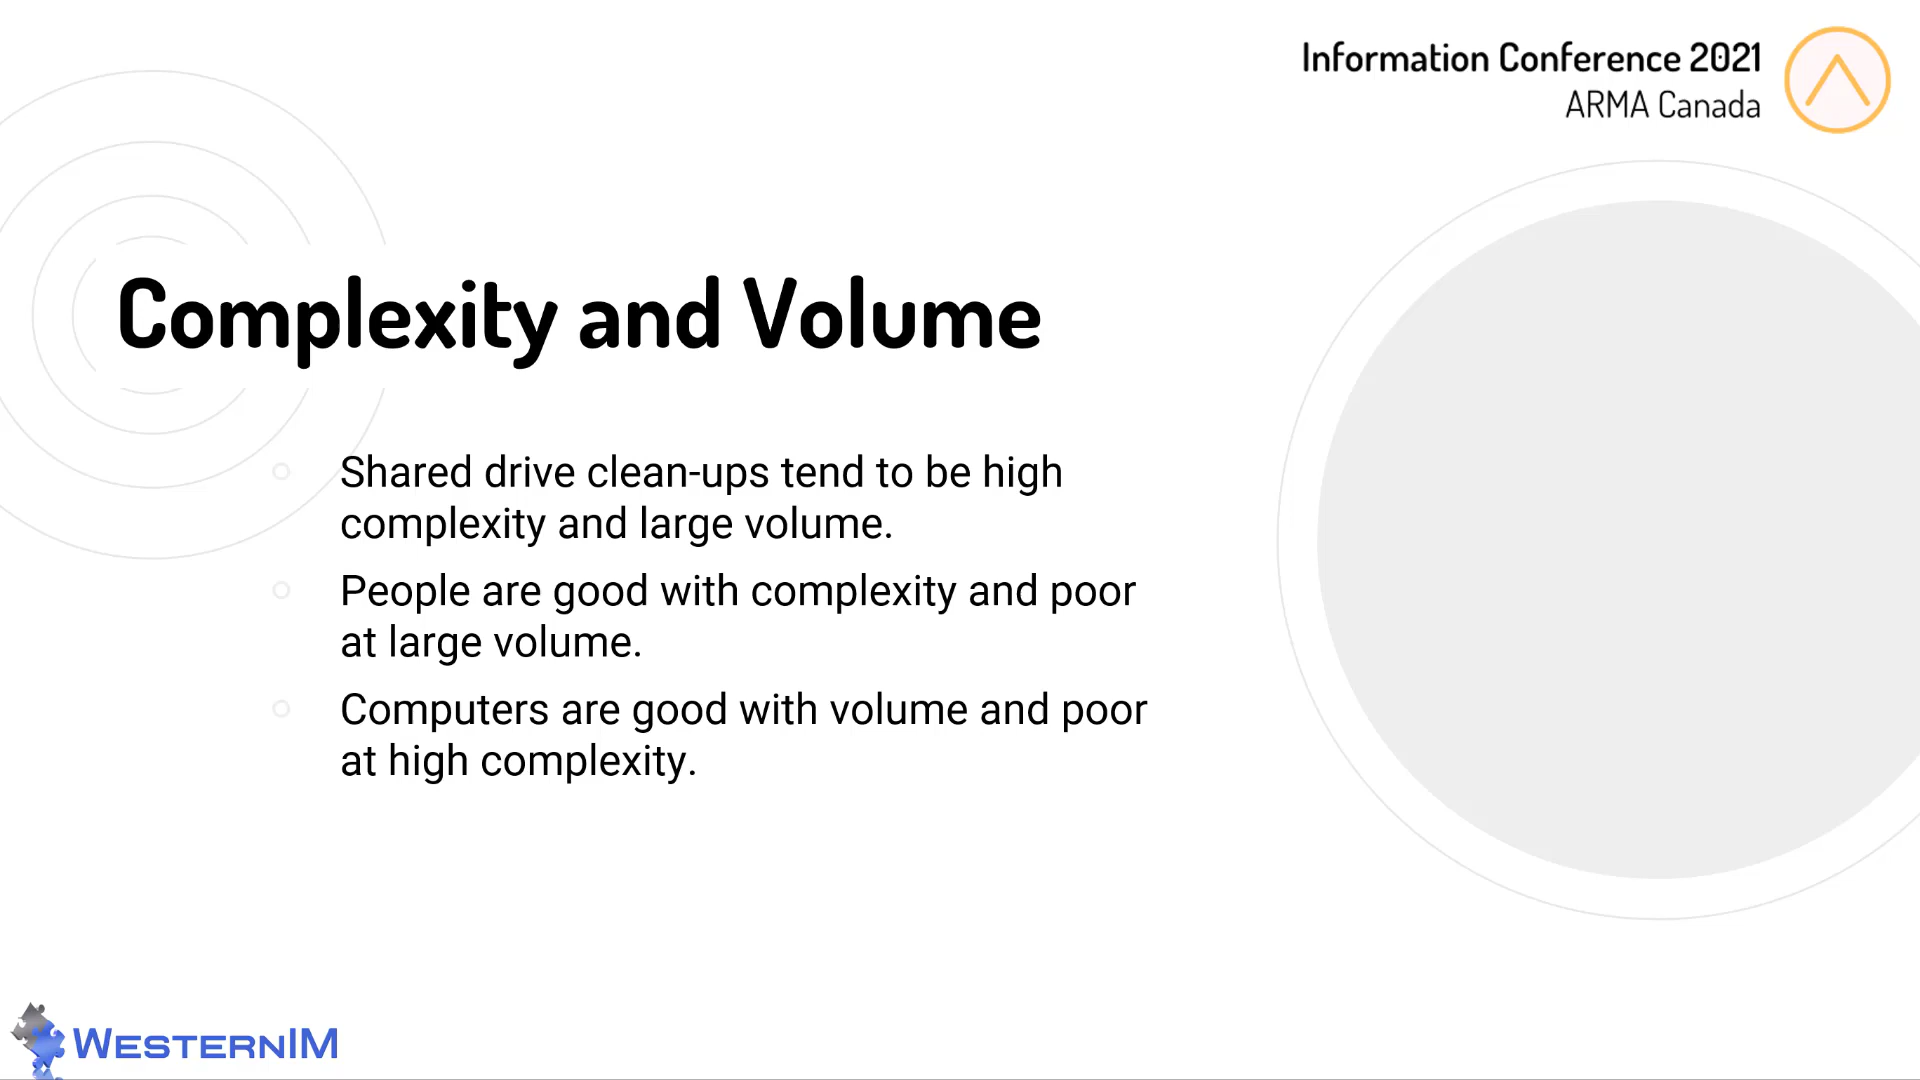 Information Conference 2021
ARMA Canada
Complexity and Volume
Shared drive clean-ups tend to be high
complexity and large volume.
People are good with complexity and poor
at large volume.
Computers are good with volume and poor
at high complexity.
WESTERNIM